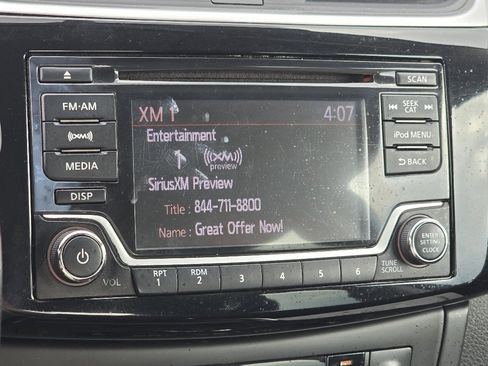 SCAN
FM·AM
XM 1 4:07
SEEK
CAT
Entertainment
((XM))
1 ((XM))
preview
iPod MENU
MEDIA
SiriusXM Preview
BACK
DISP
Title : 844-711-8800
Name : Great Offer Now!
ENTER
SETTING
CLOCK
VOL
RPT
1
RDM
2
3
4
5
6
TUNE
SCROLL